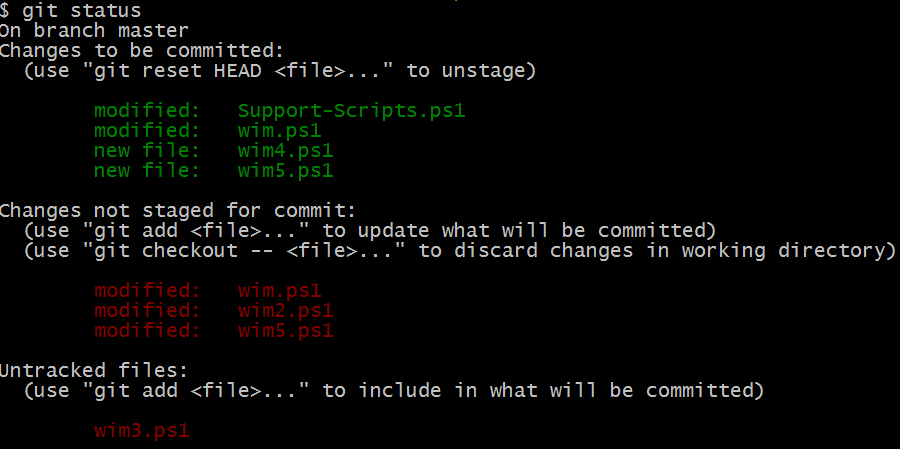 $ git status
On branch master
Changes to be committed:
  (use "git reset HEAD <file>..." to unstage)

        modified:   Support-Scripts.ps1
        modified:   wim.ps1
        new file:   wim4.ps1
        new file:   wim5.ps1

Changes not staged for commit:
  (use "git add <file>..." to update what will be committed)
  (use "git checkout -- <file>..." to discard changes in working directory)

        modified:   wim.ps1
        modified:   wim2.ps1
        modified:   wim5.ps1

Untracked files:
  (use "git add <file>..." to include in what will be committed)

        wim3.ps1